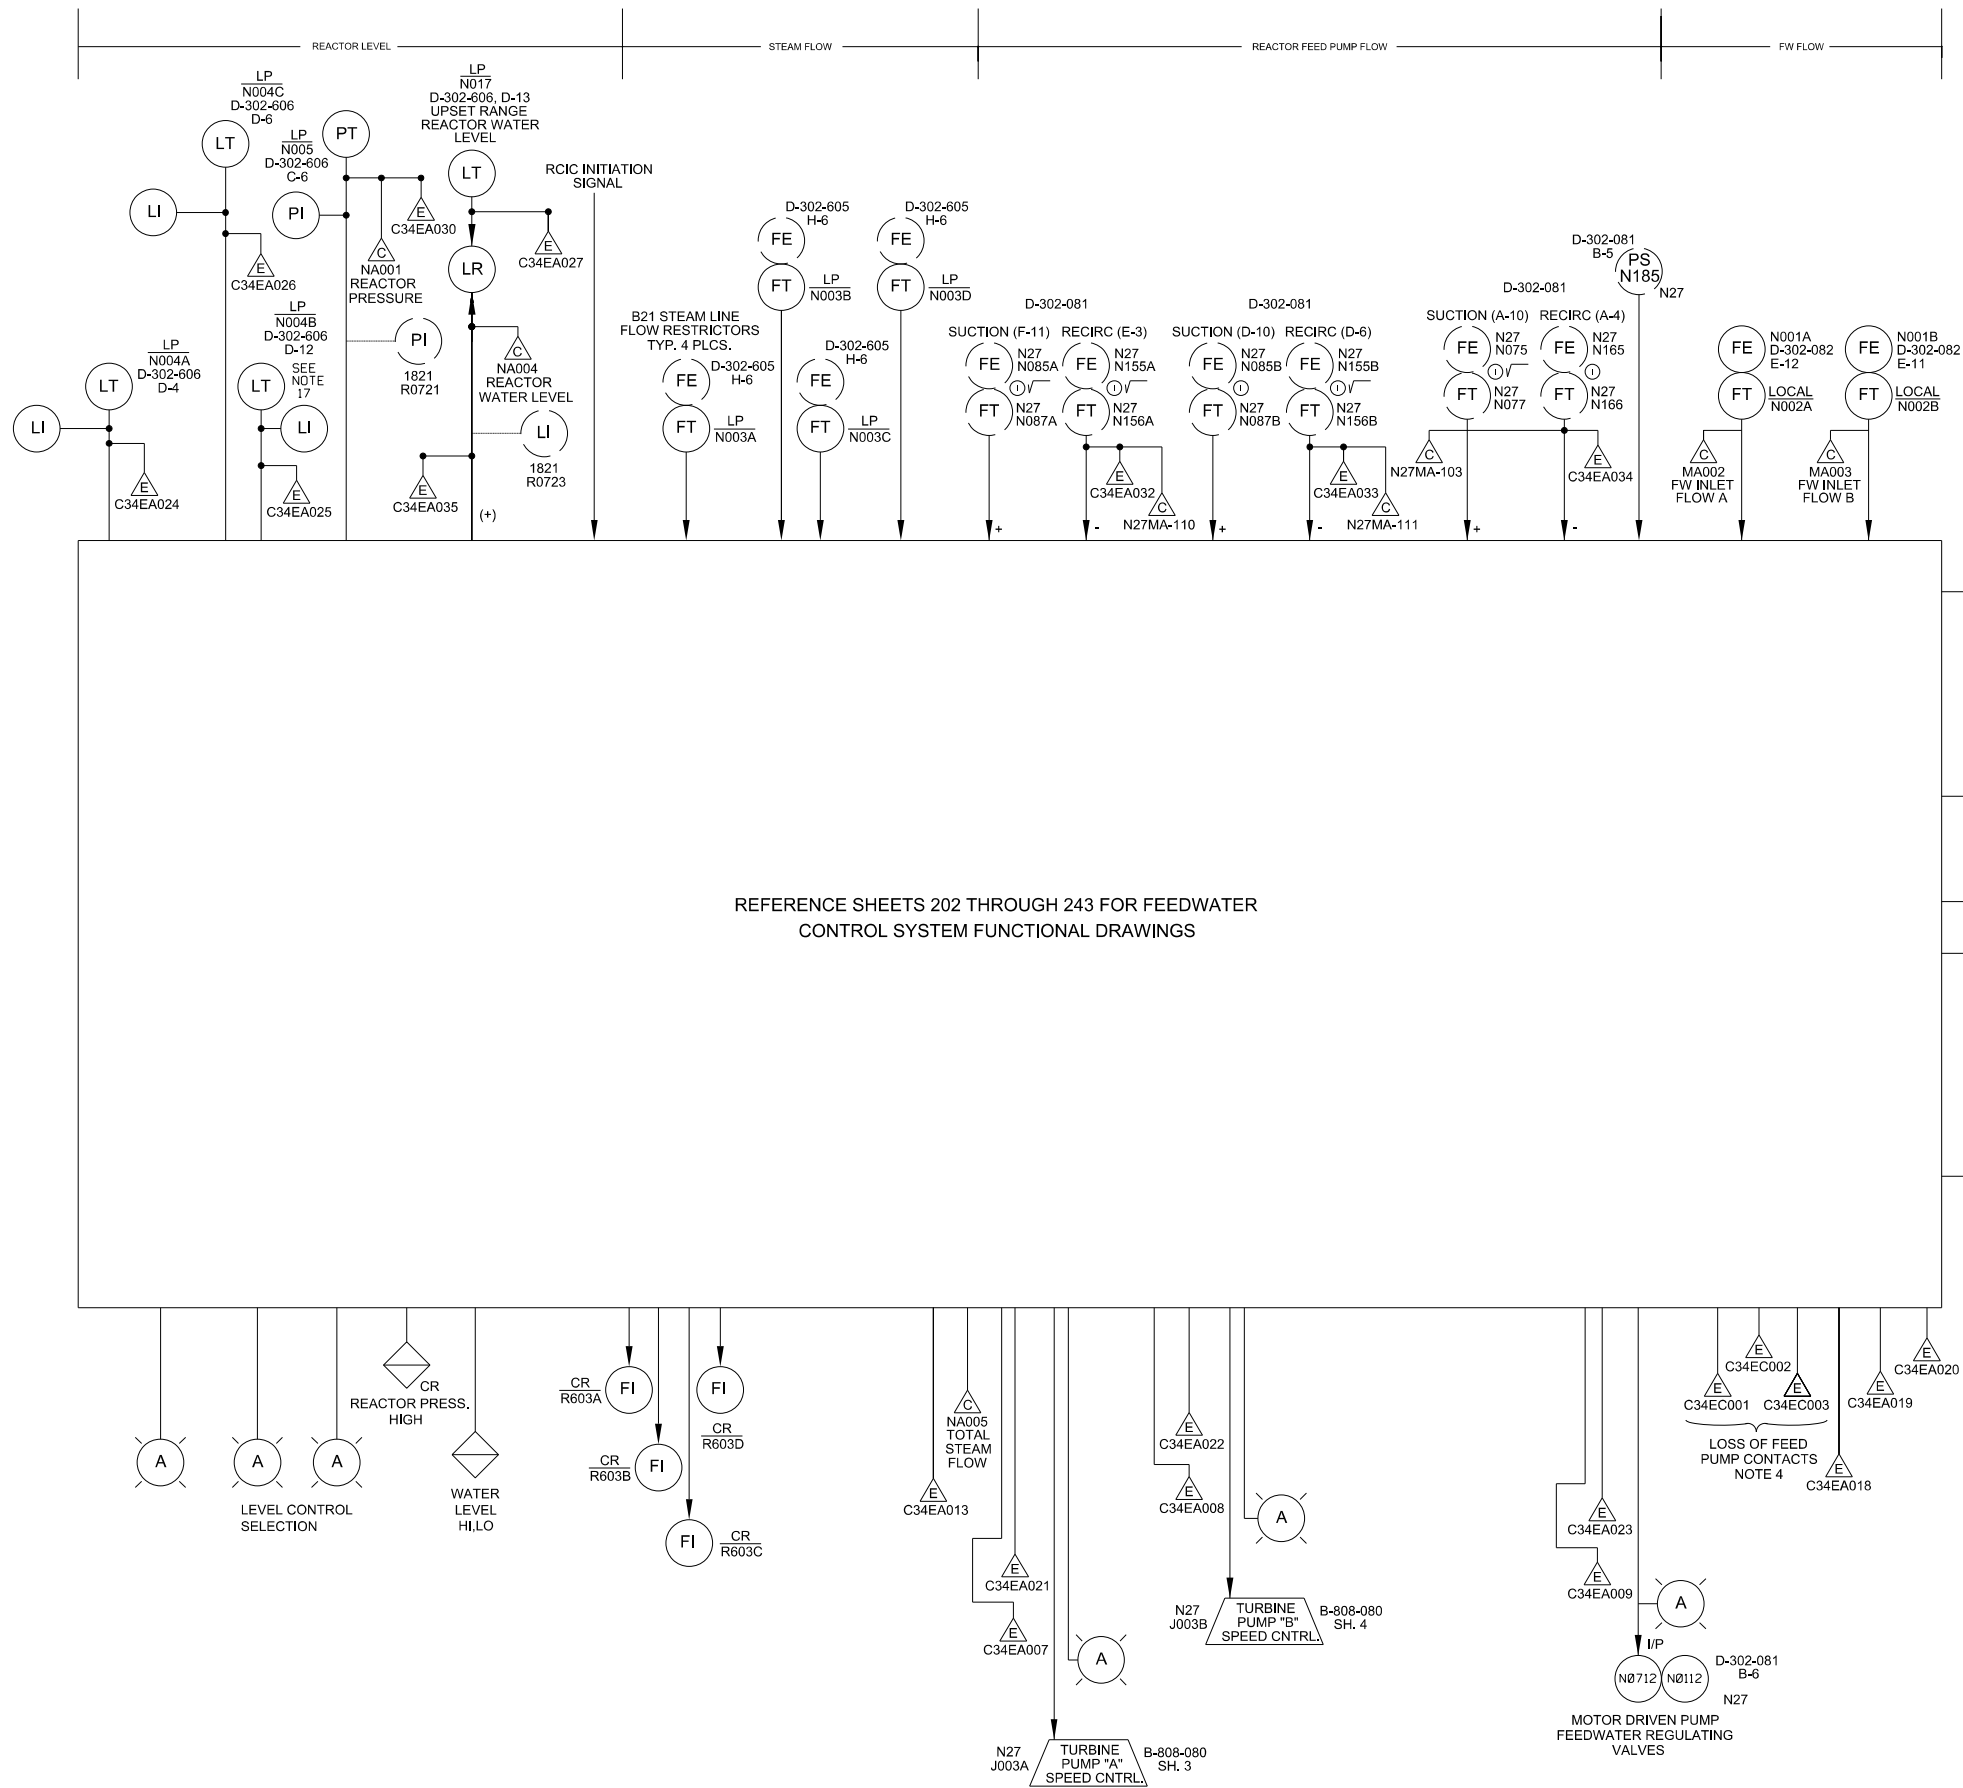 REACTOR LEVEL
STEAM FLOW
REACTOR FEED PUMP FLOW
FW FLOW
LP
N004C
D-302-606
D-6
LT
LI
E
C34EA026
LP
N005
D-302-606
C-6
PT
PI
E
C34EA030
C
NA001
REACTOR
PRESSURE
PI
1821
R0721
LP
N017
D-302-606, D-13
UPSET RANGE
REACTOR WATER
LEVEL
LT
E
C34EA027
LR
C
NA004
REACTOR
WATER LEVEL
LI
1821
R0723
E
C34EA035
(+)
LP
N004A
D-302-606
D-4
LT
LI
E
C34EA024
LP
N004B
D-302-606
D-12
LT
SEE
NOTE
17
LI
E
C34EA025
RCIC INITIATION
SIGNAL
B21 STEAM LINE
FLOW RESTRICTORS
TYP. 4 PLCS.
FE
D-302-605
H-6
FT
LP
N003A
D-302-605
H-6
FE
FT
LP
N003B
D-302-605
H-6
FE
FT
LP
N003C
D-302-605
H-6
FE
FT
LP
N003D
D-302-081
SUCTION (F-11)
RECIRC (E-3)
FE
N27
N085A
I √
FT
N27
N087A
+
FE
N27
N155A
I √
FT
N27
N156A
E
C34EA032
C
N27MA-110
-
D-302-081
SUCTION (D-10)
RECIRC (D-6)
FE
N27
N085B
I
FT
N27
N087B
+
FE
N27
N155B
I √
FT
N27
N156B
E
C34EA033
C
N27MA-111
-
D-302-081
SUCTION (A-10)
RECIRC (A-4)
FE
N27
N075
I √
FT
N27
N077
C
N27MA-103
+
FE
N27
N165
I
FT
N27
N166
E
C34EA034
-
D-302-081
B-5
PS
N185
N27
FE
N001A
D-302-082
E-12
FT
LOCAL
N002A
C
MA002
FW INLET
FLOW A
FE
N001B
D-302-082
E-11
FT
LOCAL
N002B
C
MA003
FW INLET
FLOW B
REFERENCE SHEETS 202 THROUGH 243 FOR FEEDWATER
CONTROL SYSTEM FUNCTIONAL DRAWINGS
A
A
A
LEVEL CONTROL
SELECTION
CR
REACTOR PRESS.
HIGH
WATER
LEVEL
HI,LO
CR
R603A
FI
CR
R603B
FI
FI
CR
R603C
FI
CR
R603D
E
C34EA013
C
NA005
TOTAL
STEAM
FLOW
E
C34EA021
E
C34EA007
A
N27
J003A
TURBINE
PUMP "A"
SPEED CNTRL.
B-808-080
SH. 3
E
C34EA022
E
C34EA008
A
N27
J003B
TURBINE
PUMP "B"
SPEED CNTRL.
B-808-080
SH. 4
E
C34EA023
E
C34EA009
A
I/P
NØ712
NØ112
D-302-081
B-6
N27
MOTOR DRIVEN PUMP
FEEDWATER REGULATING
VALVES
E
C34EC001
E
C34EC002
E
C34EC003
LOSS OF FEED
PUMP CONTACTS
NOTE 4
E
C34EA018
E
C34EA019
E
C34EA020